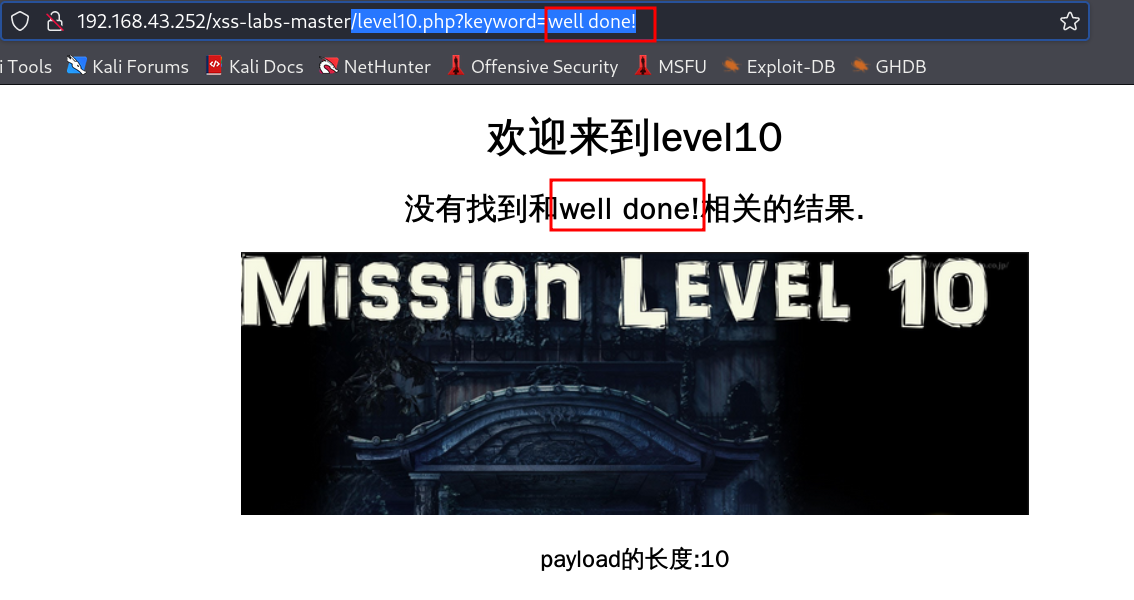 192.168.43.252/xss-labs-master/level10.php?keyword=well done!
i Tools Kali Forums Kali Docs NetHunter Offensive Security MSFU Exploit-DB GHDB
欢迎来到level10
没有找到和well done!相关的结果.
Mission Level 10
payload的长度:10